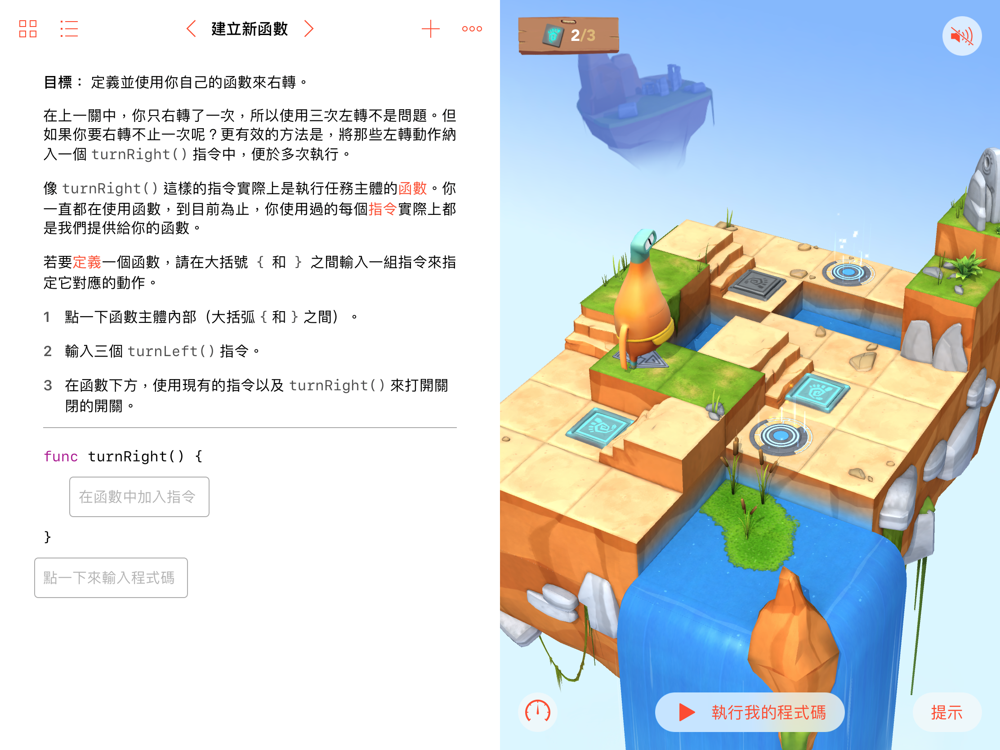 建立新函數
目標： 定義並使用你自己的函數來右轉。
在上一關中，你只右轉了一次，所以使用三次左轉不是問題。但
如果你要右轉不止一次呢？更有效的方法是，將那些左轉動作納
入一個 turnRight() 指令中，便於多次執行。
像 turnRight() 這樣的指令實際上是執行任務主體的函數。你
一直都在使用函數，到目前為止，你使用過的每個指令實際上都
是我們提供給你的函數。
若要定義一個函數，請在大括號 { 和 } 之間輸入一組指令來指
定它對應的動作。
1 點一下函數主體內部（大括弧 { 和 } 之間）。
2 輸入三個 turnLeft() 指令。
3 在函數下方，使用現有的指令以及 turnRight() 來打開關
閉的開關。
func turnRight() {
在函數中加入指令
}
點一下來輸入程式碼
2/3
執行我的程式碼
提示